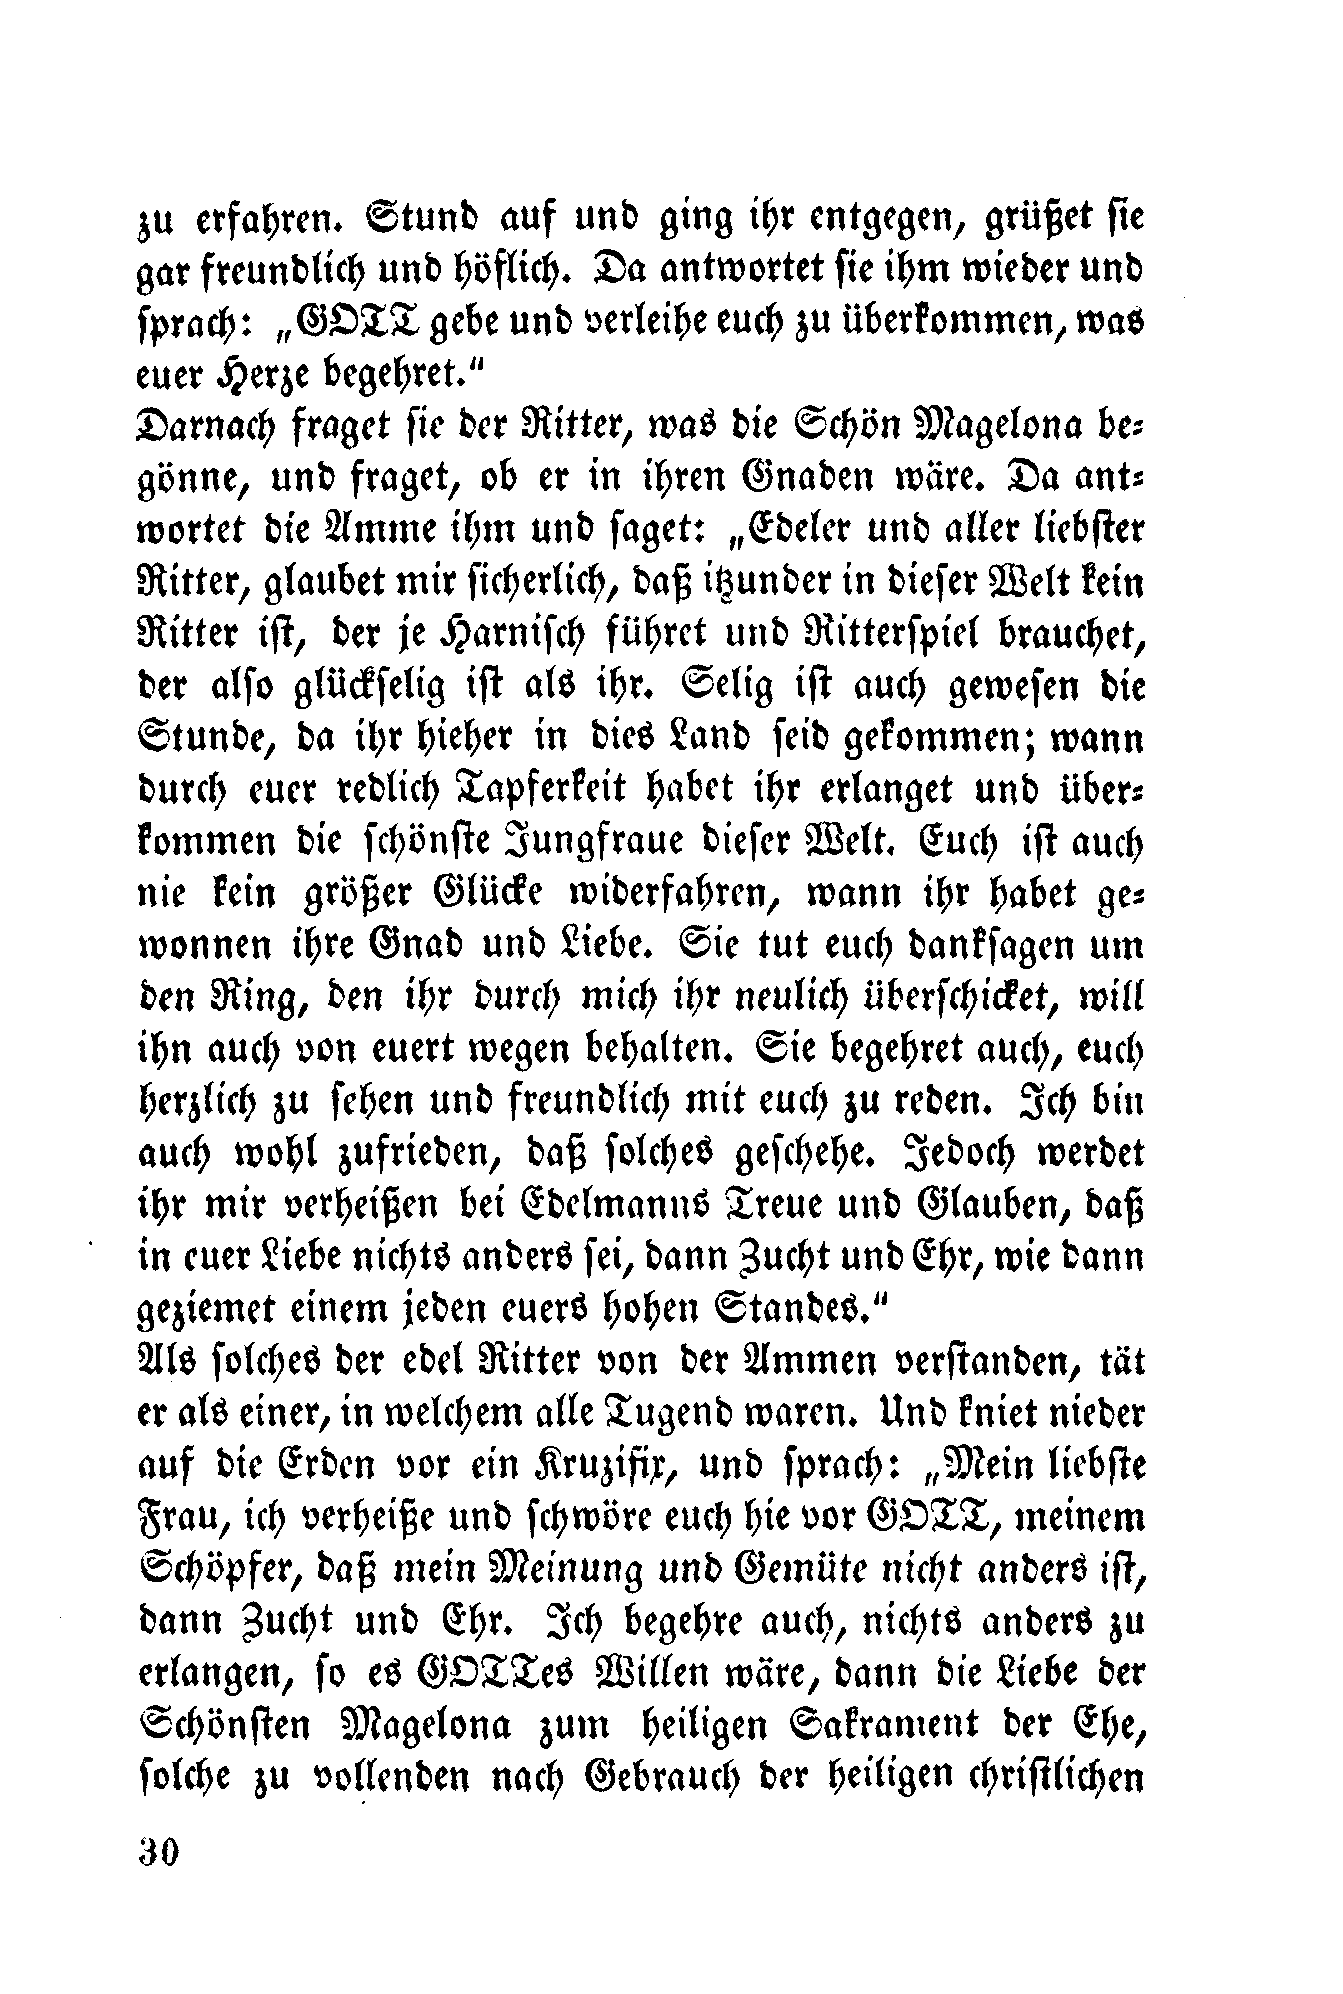 zu erfahren. Stund auf und ging ihr entgegen, grüßet sie
gar freundlich und höflich. Da antwortet sie ihm wieder und
sprach: „GOTT gebe und verleihe euch zu überkommen, was
euer Herze begehret.“
Darnach fraget sie der Ritter, was die Schön Magelona be-
gönne, und fraget, ob er in ihren Gnaden wäre. Da ant-
wortet die Amme ihm und saget: „Edeler und aller liebster
Ritter, glaubet mir sicherlich, daß itzunder in dieser Welt kein
Ritter ist, der je Harnisch führet und Ritterspiel brauchet,
der also glückselig ist als ihr. Selig ist auch gewesen die
Stunde, da ihr hieher in dies Land seid gekommen; wann
durch euer redlich Tapferkeit habet ihr erlanget und über-
kommen die schönste Jungfraue dieser Welt. Euch ist auch
nie kein größer Glücke widerfahren, wann ihr habet ge-
wonnen ihre Gnad und Liebe. Sie tut euch danksagen um
den Ring, den ihr durch mich ihr neulich überschicket, will
ihn auch von euert wegen behalten. Sie begehret auch, euch
herzlich zu sehen und freundlich mit euch zu reden. Ich bin
auch wohl zufrieden, daß solches geschehe. Jedoch werdet
ihr mir verheißen bei Edelmanns Treue und Glauben, daß
in euer Liebe nichts anders sei, dann Zucht und Ehr, wie dann
geziemet einem jeden euers hohen Standes.“
Als solches der edel Ritter von der Ammen verstanden, tät
er als einer, in welchem alle Tugend waren. Und kniet nieder
auf die Erden vor ein Kruzifix, und sprach: „Mein liebste
Frau, ich verheiße und schwöre euch hie vor GOTT, meinem
Schöpfer, daß mein Meinung und Gemüte nicht anders ist,
dann Zucht und Ehr. Ich begehre auch, nichts anders zu
erlangen, so es GOTTes Willen wäre, dann die Liebe der
Schönsten Magelona zum heiligen Sakrament der Ehe,
solche zu vollenden nach Gebrauch der heiligen christlichen
30